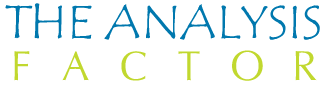 THE ANALYSIS
FACTOR